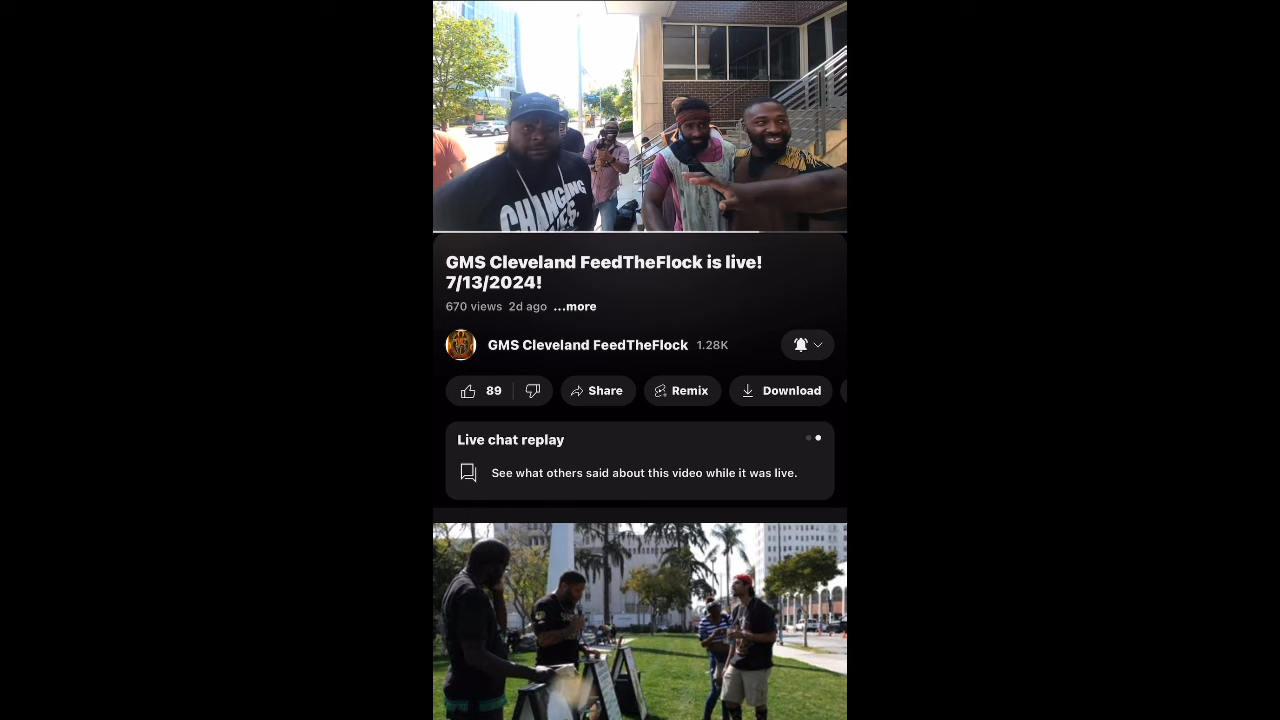 CHANGING
GMS Cleveland FeedTheFlock is live!
7/13/2024!
670 views 2d ago ...more
GMS Cleveland FeedTheFlock 1.28K
89 Share Remix Download
Live chat replay
See what others said about this video while it was live.